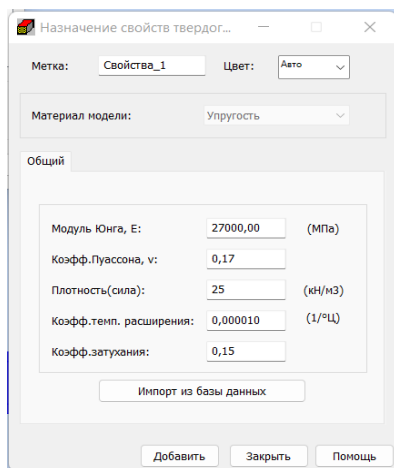 Назначение свойств твердог...
Метка: Свойства_1 Цвет: Авто
Материал модели: Упругость
Общий
Модуль Юнга, E: 27000,00 (МПа)
Коэфф.Пуассона, ν: 0,17
Плотность(сила): 25 (кН/м3)
Коэфф.темп. расширения: 0,000010 (1/°Ц)
Коэфф.затухания: 0,15
Импорт из базы данных
Добавить Закрыть Помощь